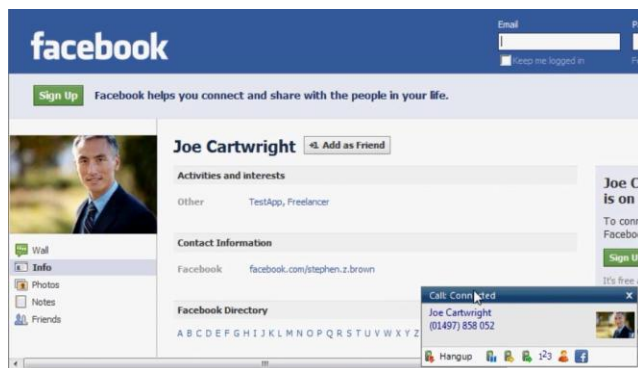 Email
P
facebook
Keep me logged in
Fo
Sign Up Facebook helps you connect and share with the people in your life.
Joe Cartwright +1 Add as Friend
Activities and interests
Other TestApp, Freelancer
Contact Information
Facebook facebook.com/stephen.z.brown
Facebook Directory
A B C D E F G H I J K L M N O P Q R S T U V W X Y Z
Wall
Info
Photos
Notes
Friends
Joe C
is on
To conn
Faceboo
Sign U
It's free a
Call: Connected X
Joe Cartwright
(01497) 858 052
Hangup 123